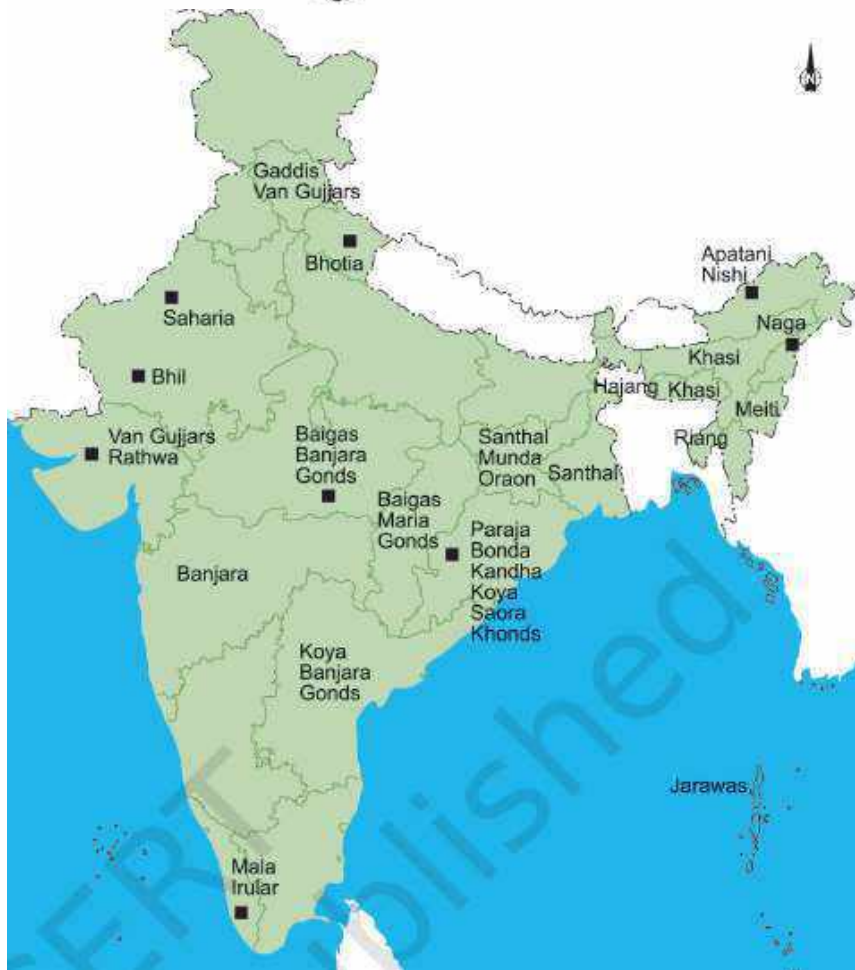 N
Gaddis
Van Gujjars
Bhotia
Apatani
Nishi
Saharia
Naga
Khasi
Bhil
Hajang
Khasi
Meiti
Van Gujjars
Rathwa
Baigas
Banjara
Gonds
Santhal
Munda
Oraon
Santhal
Riang
Baigas
Maria
Gonds
Paraja
Bonda
Kandha
Koya
Saora
Khonds
Banjara
Koya
Banjara
Gonds
Jarawas
Mala
Irular